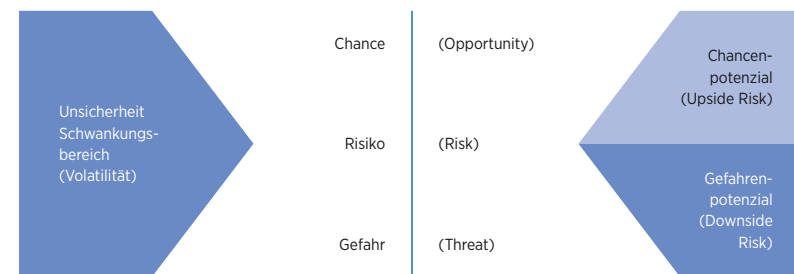 Unsicherheit
Schwankungs-
bereich
(Volatilität)
Chance (Opportunity)
Risiko (Risk)
Gefahr (Threat)
Chancen-
potenzial
(Upside Risk)
Gefahren-
potenzial
(Downside
Risk)